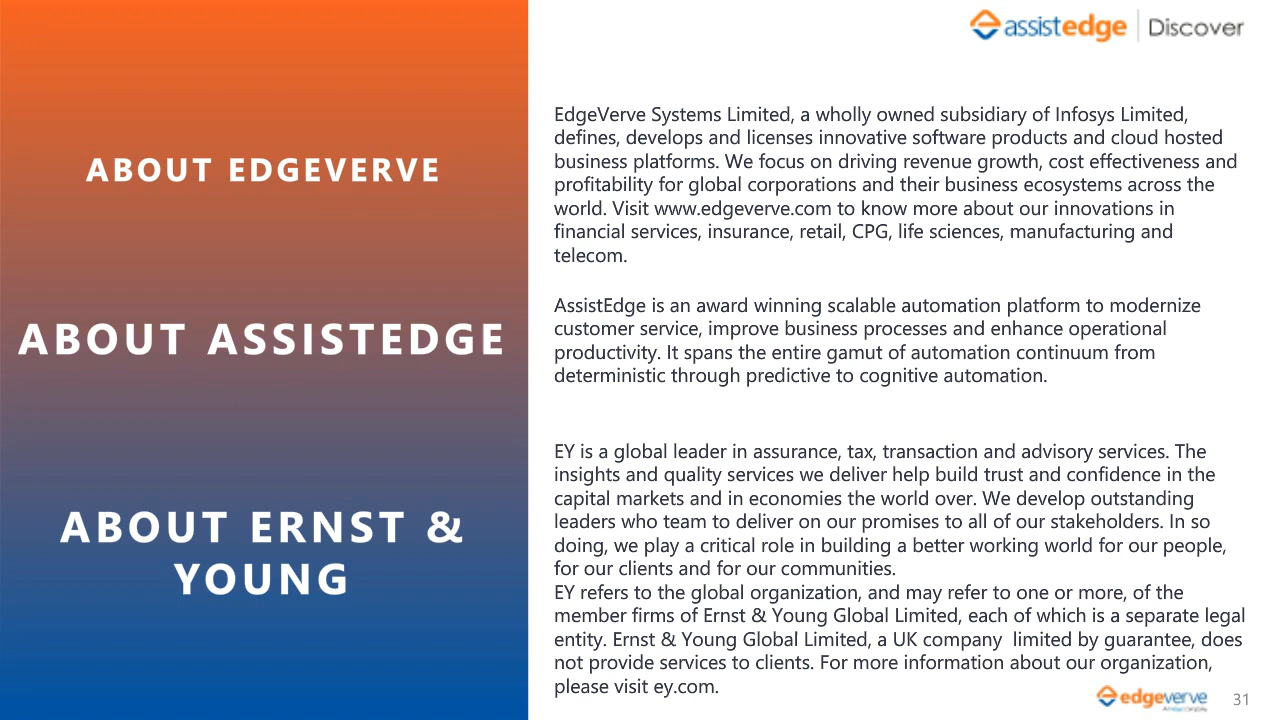 assistedge | Discover
ABOUT EDGEVERVE
EdgeVerve Systems Limited, a wholly owned subsidiary of Infosys Limited,
defines, develops and licenses innovative software products and cloud hosted
business platforms. We focus on driving revenue growth, cost effectiveness and
profitability for global corporations and their business ecosystems across the
world. Visit www.edgeverve.com to know more about our innovations in
financial services, insurance, retail, CPG, life sciences, manufacturing and
telecom.
ABOUT ASSISTEDGE
AssistEdge is an award winning scalable automation platform to modernize
customer service, improve business processes and enhance operational
productivity. It spans the entire gamut of automation continuum from
deterministic through predictive to cognitive automation.
ABOUT ERNST &
YOUNG
EY is a global leader in assurance, tax, transaction and advisory services. The
insights and quality services we deliver help build trust and confidence in the
capital markets and in economies the world over. We develop outstanding
leaders who team to deliver on our promises to all of our stakeholders. In so
doing, we play a critical role in building a better working world for our people,
for our clients and for our communities.
EY refers to the global organization, and may refer to one or more, of the
member firms of Ernst & Young Global Limited, each of which is a separate legal
entity. Ernst & Young Global Limited, a UK company  limited by guarantee, does
not provide services to clients. For more information about our organization,
please visit ey.com.
edgeverve
31